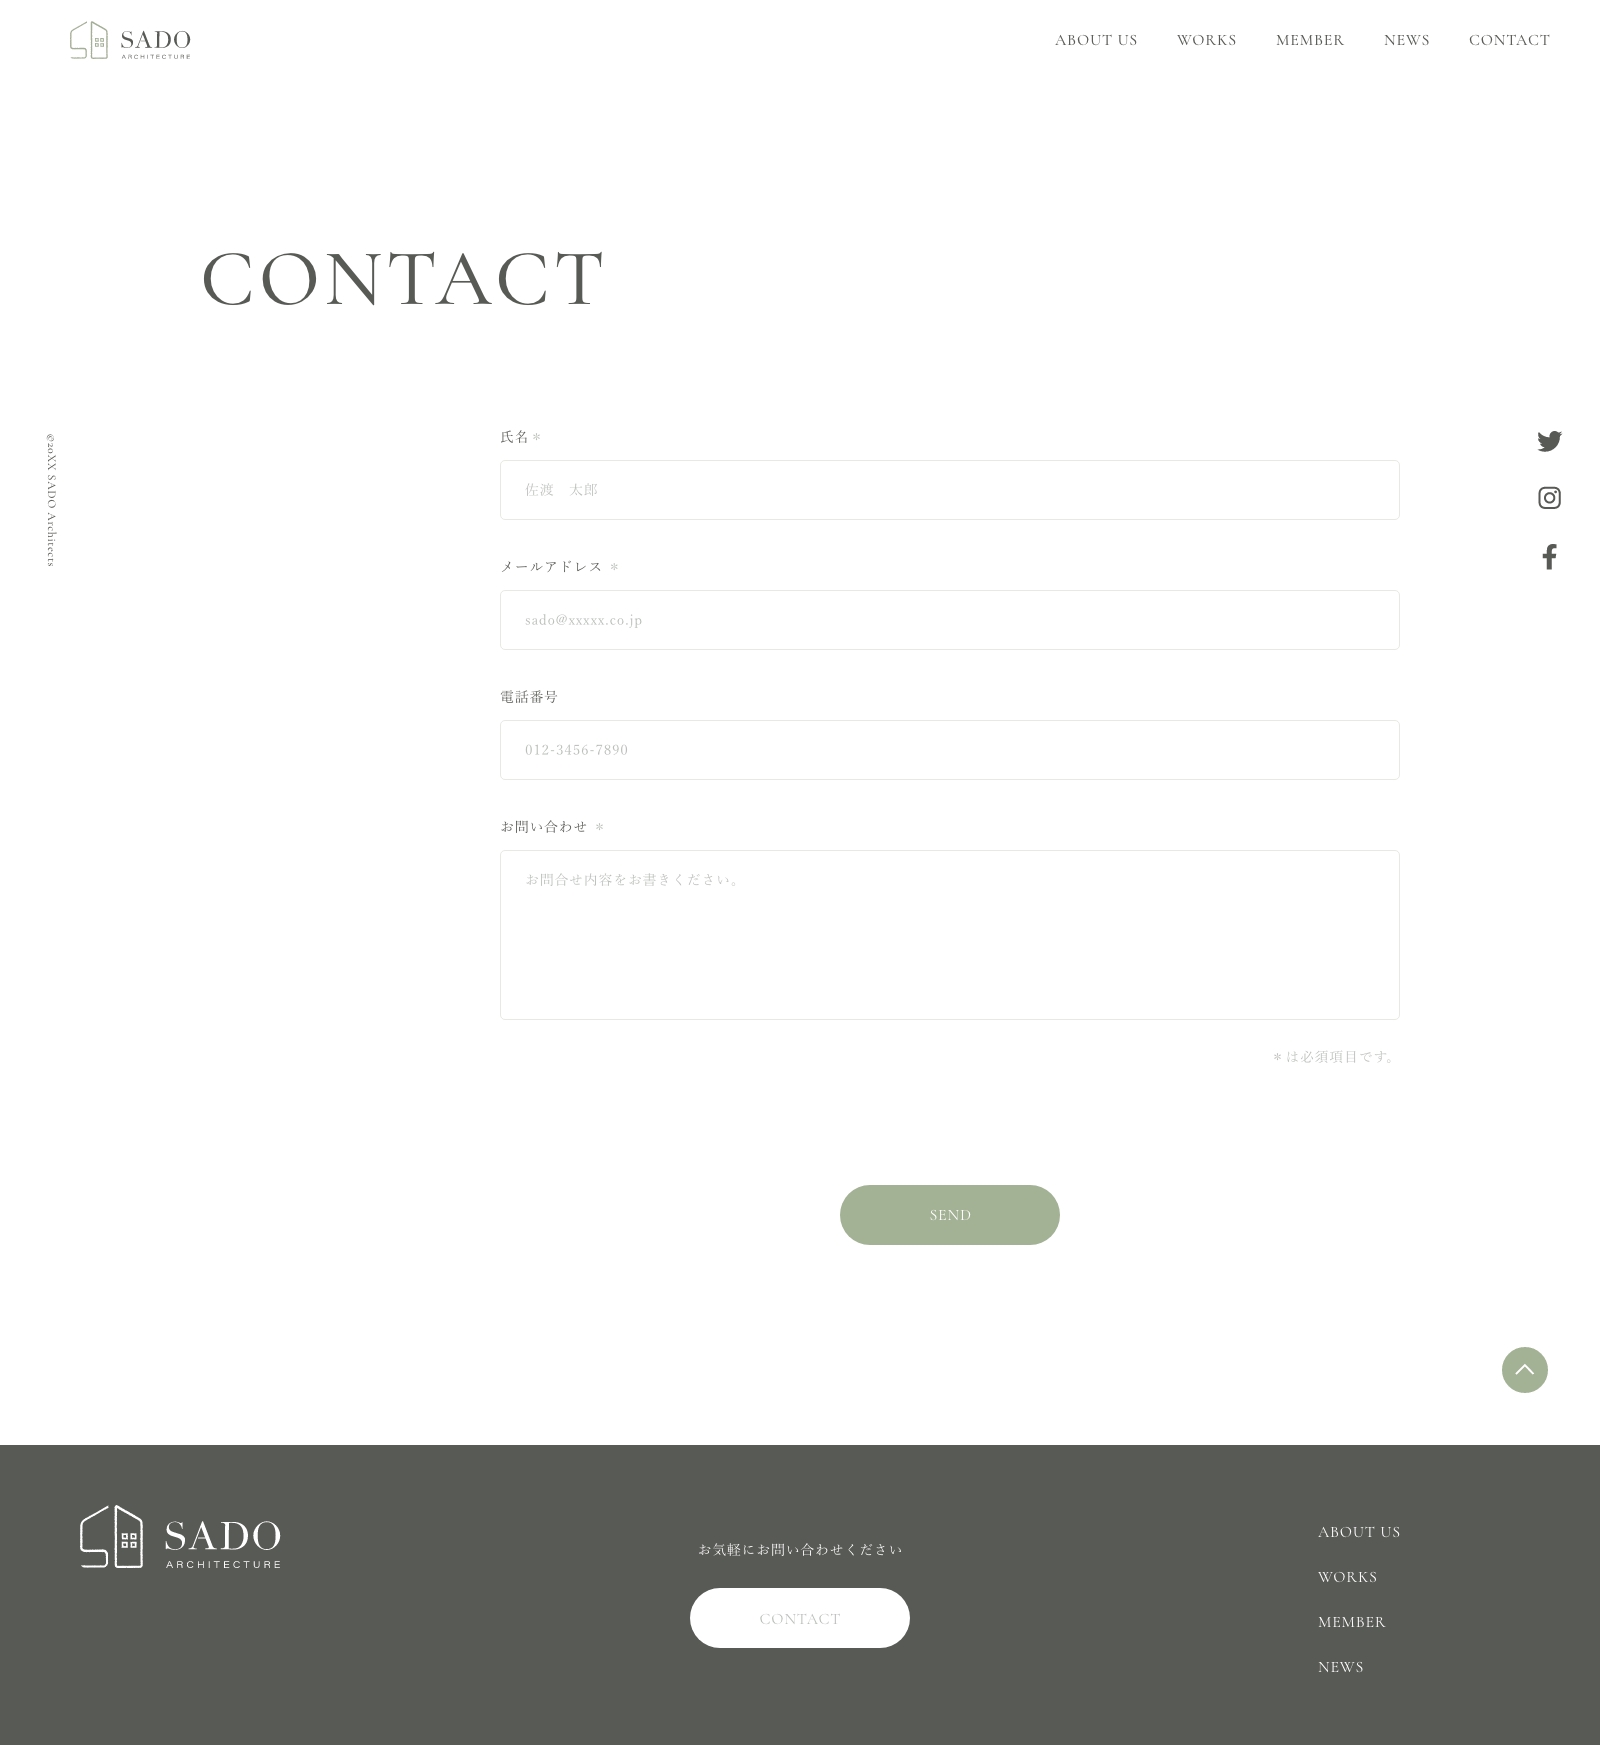 SADO
ARCHITECTURE
ABOUT US
WORKS
MEMBER
NEWS
CONTACT
CONTACT
©20XX SADO Architects
氏名＊
佐渡　太郎
メールアドレス ＊
sado@xxxxx.co.jp
電話番号
012-3456-7890
お問い合わせ ＊
お問合せ内容をお書きください。
＊は必須項目です。
SEND
SADO
ARCHITECTURE
お気軽にお問い合わせください
CONTACT
ABOUT US
WORKS
MEMBER
NEWS